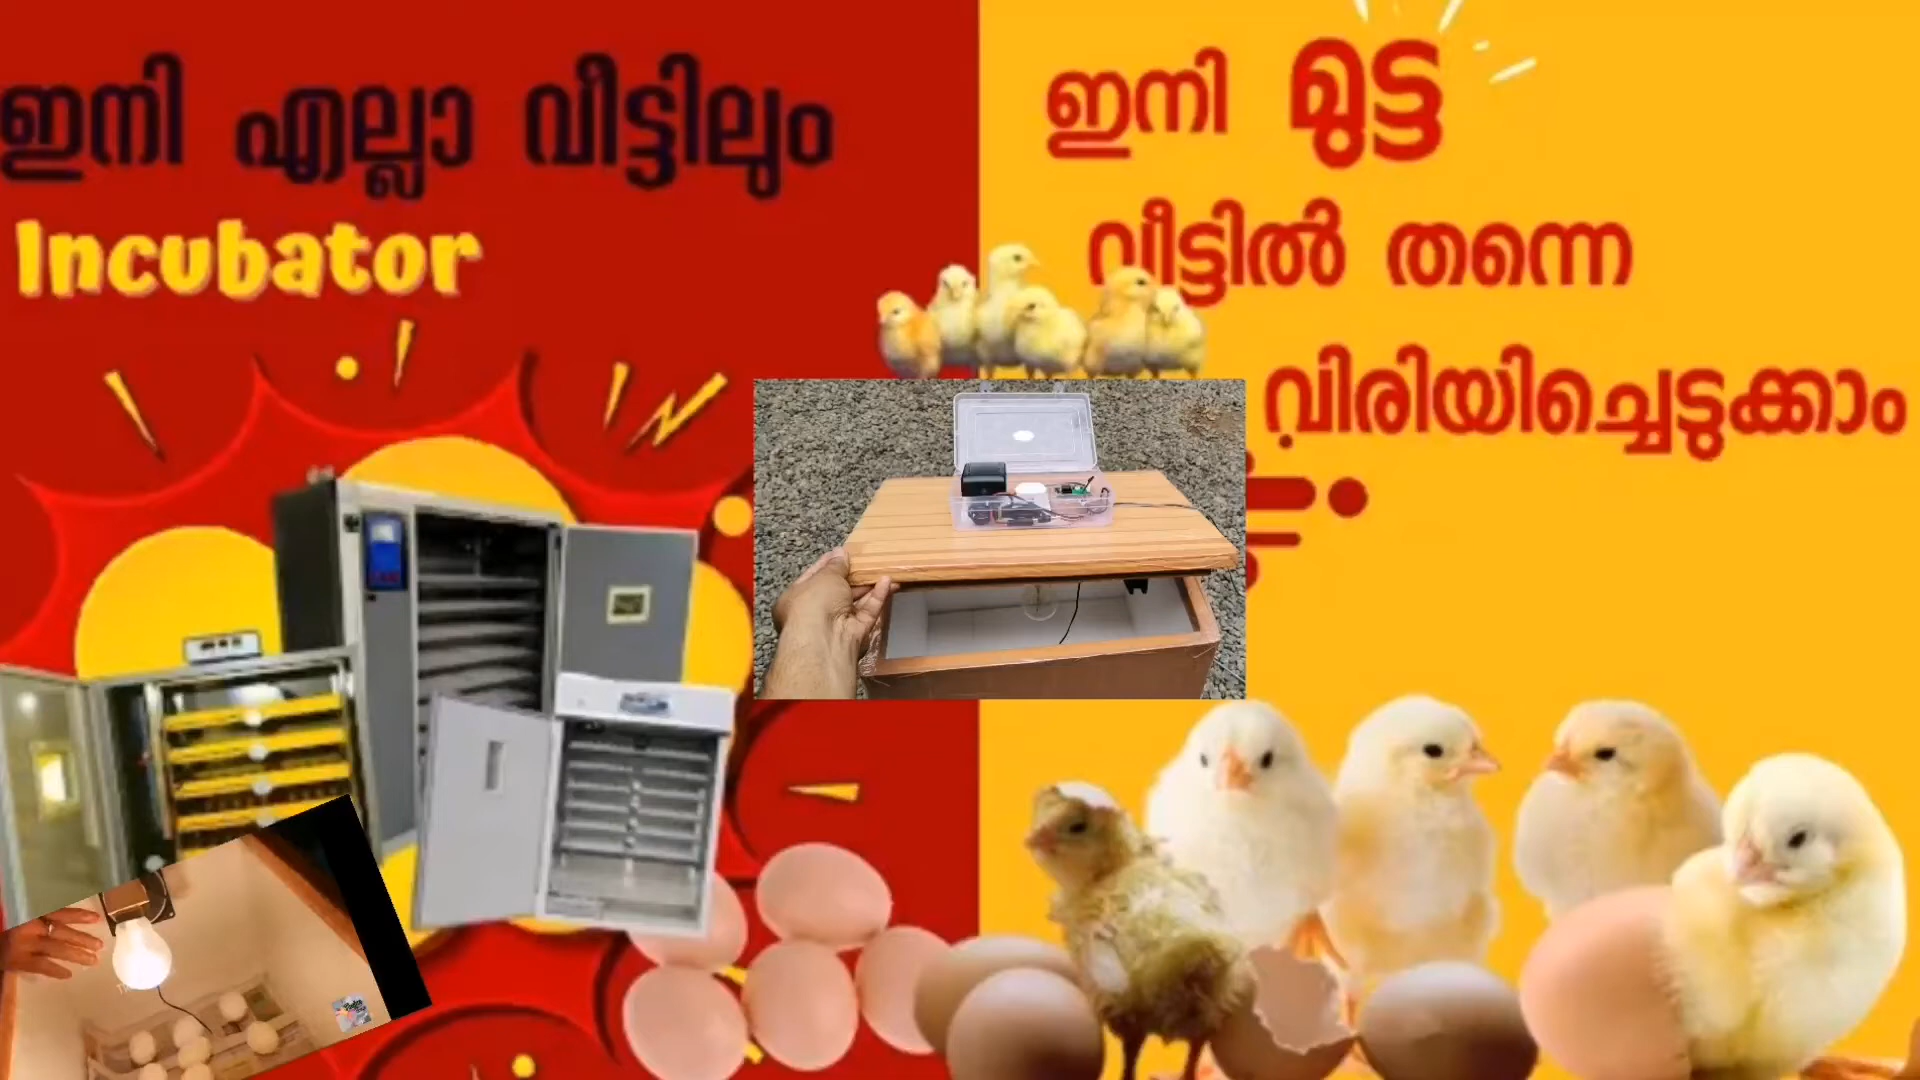 ഇനി എല്ലാ വീട്ടിലും
Incubator
ഇനി മുട്ട
വീട്ടിൽ തന്നെ
വിരിയിച്ചെടുക്കാം